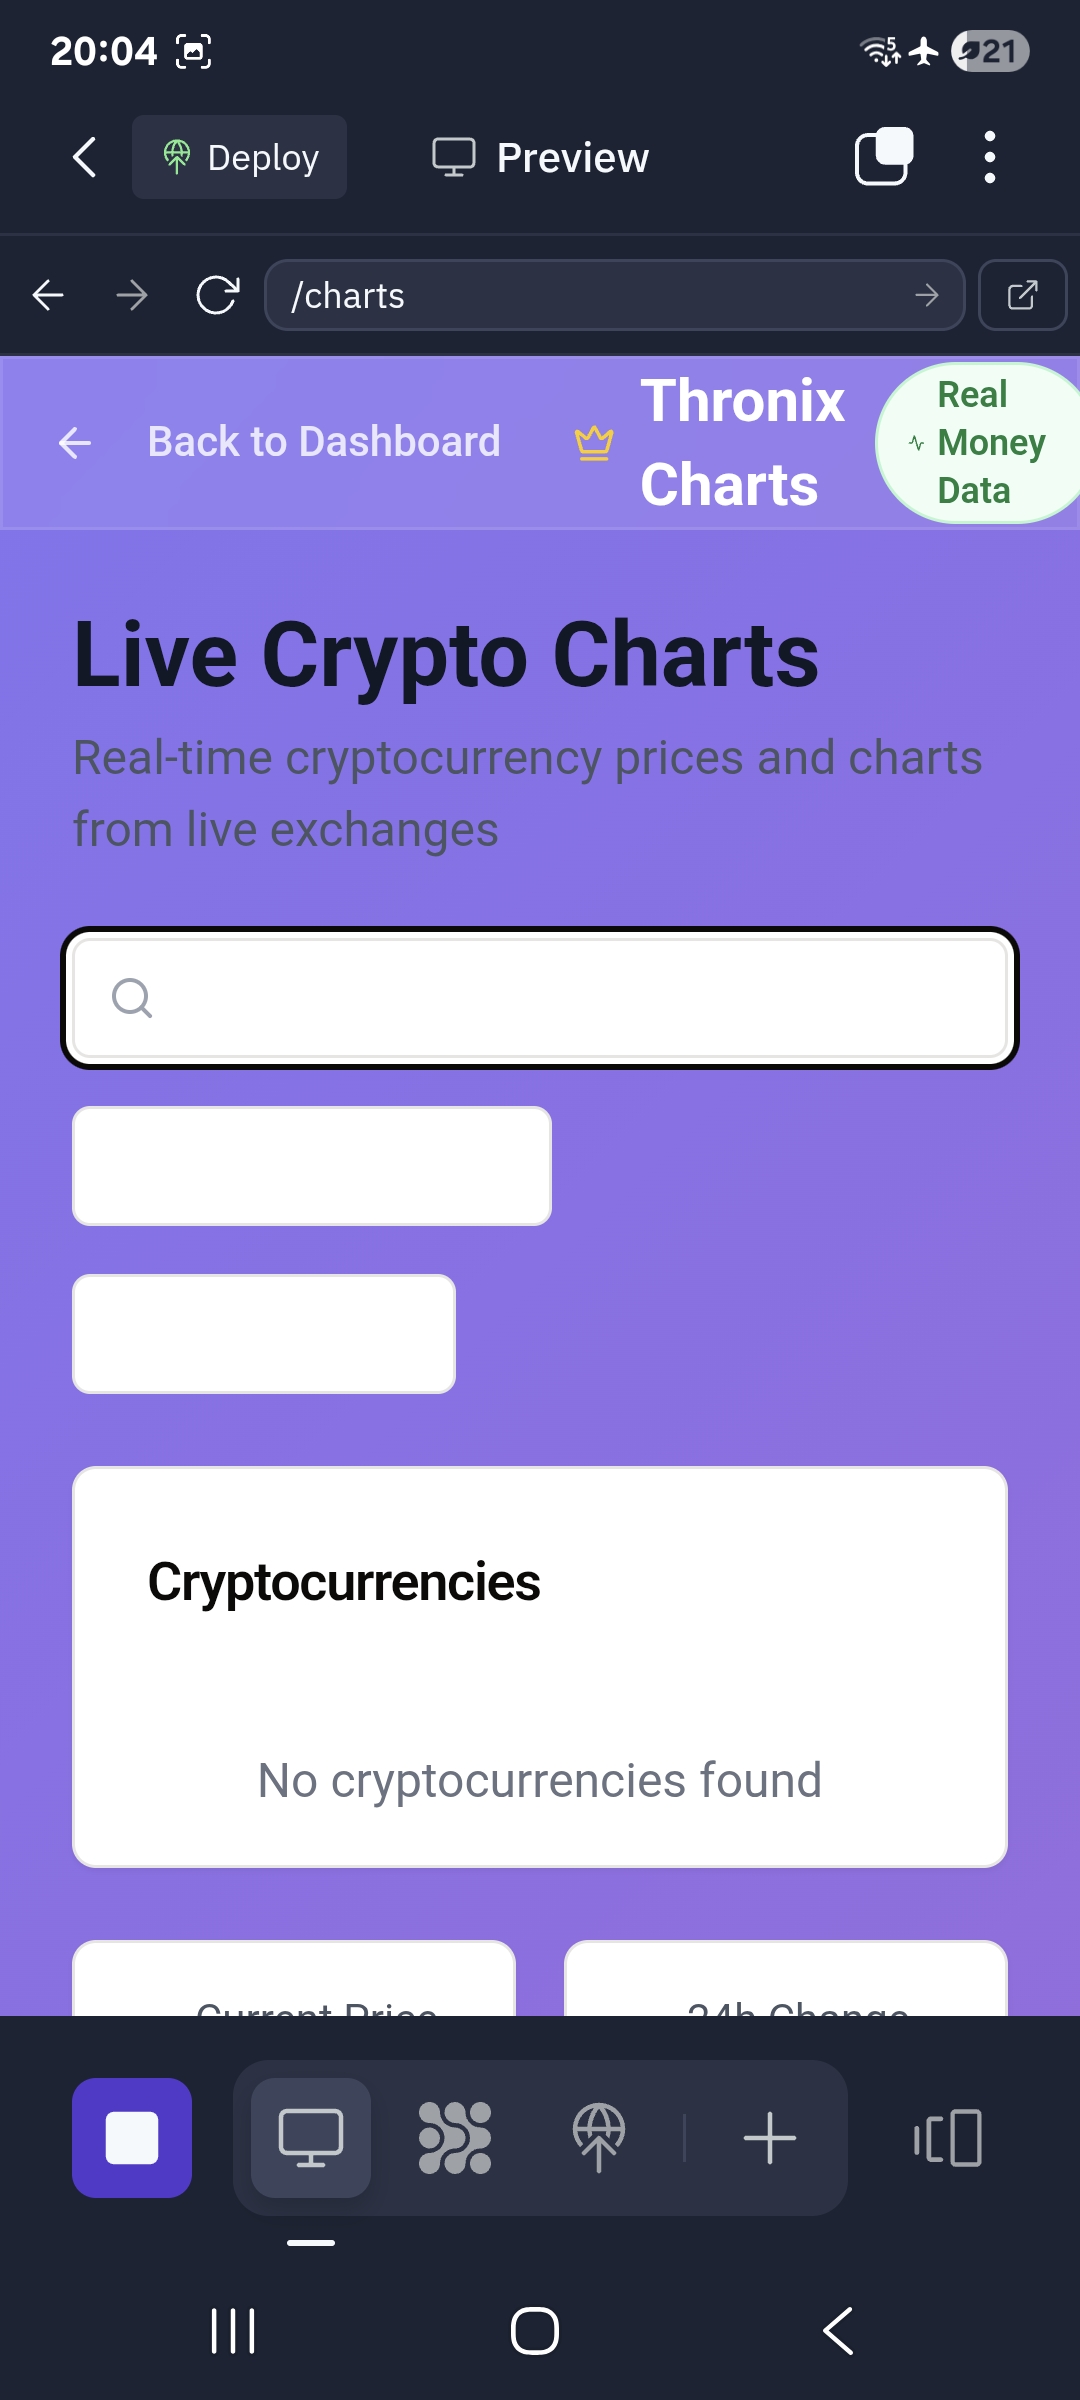 20:04
5
21
Deploy
Preview
/charts
Back to Dashboard
Thronix
Charts
Real
Money
Data
Live Crypto Charts
Real-time cryptocurrency prices and charts
from live exchanges
Cryptocurrencies
No cryptocurrencies found
Current Price
24h Change